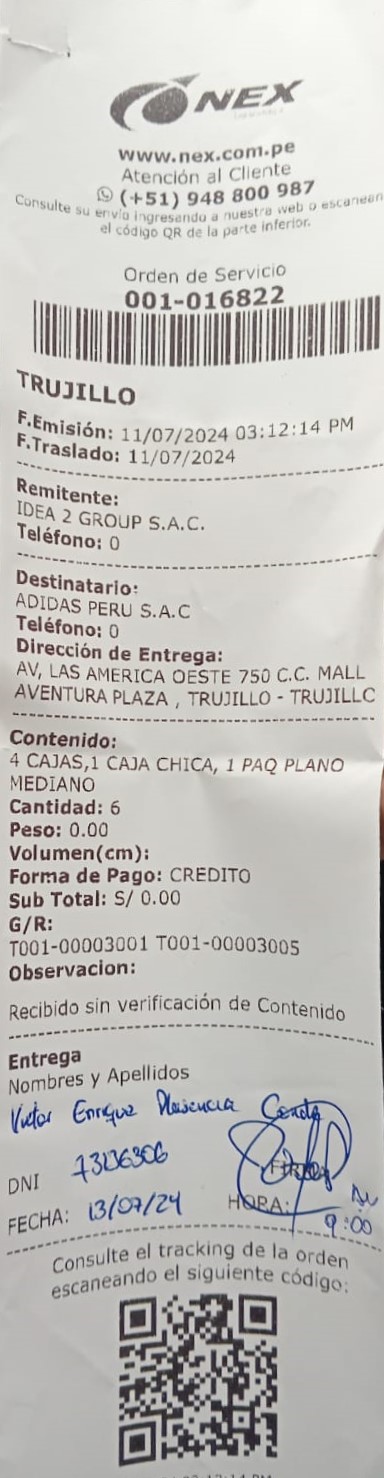 NEX
www.nex.com.pe
Atención al Cliente
(+51) 948 800 987
Consulte su envío ingresando a nuestra web o escanean
el código QR de la parte inferior.
Orden de Servicio
001-016822
TRUJILLO
F.Emisión: 11/07/2024 03:12:14 PM
F.Traslado: 11/07/2024
Remitente:
IDEA 2 GROUP S.A.C.
Teléfono: 0
Destinatario:
ADIDAS PERU S.A.C
Teléfono: 0
Dirección de Entrega:
AV, LAS AMERICA OESTE 750 C.C. MALL
AVENTURA PLAZA , TRUJILLO - TRUJILLO
Contenido:
4 CAJAS,1 CAJA CHICA, 1 PAQ PLANO
MEDIANO
Cantidad: 6
Peso: 0.00
Volumen(cm):
Forma de Pago: CREDITO
Sub Total: S/ 0.00
G/R:
T001-00003001 T001-00003005
Observacion:
Recibido sin verificación de Contenido
Entrega
Nombres y Apellidos
Victor Enrique Plasencia
DNI 73136306
FECHA: 13/07/24 HORA: 9:00
Consulte el tracking de la orden
escaneando el siguiente código: